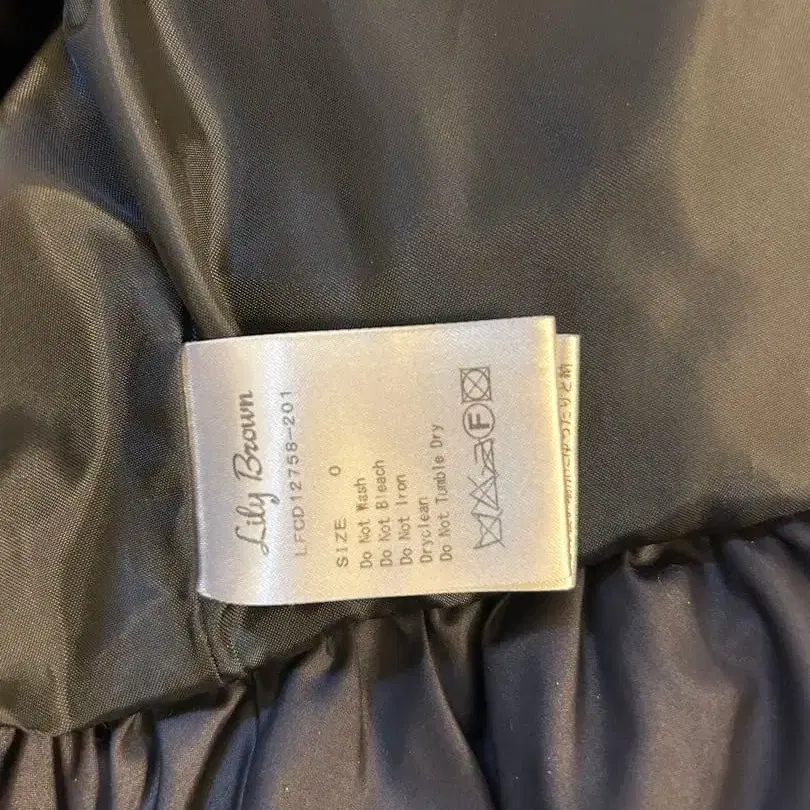 Lily Brown
LFCD12758-201
SIZE 0
Do Not Wash
Do Not Bleach
Do Not Iron
Dryclean
Do Not Tumble Dry
F